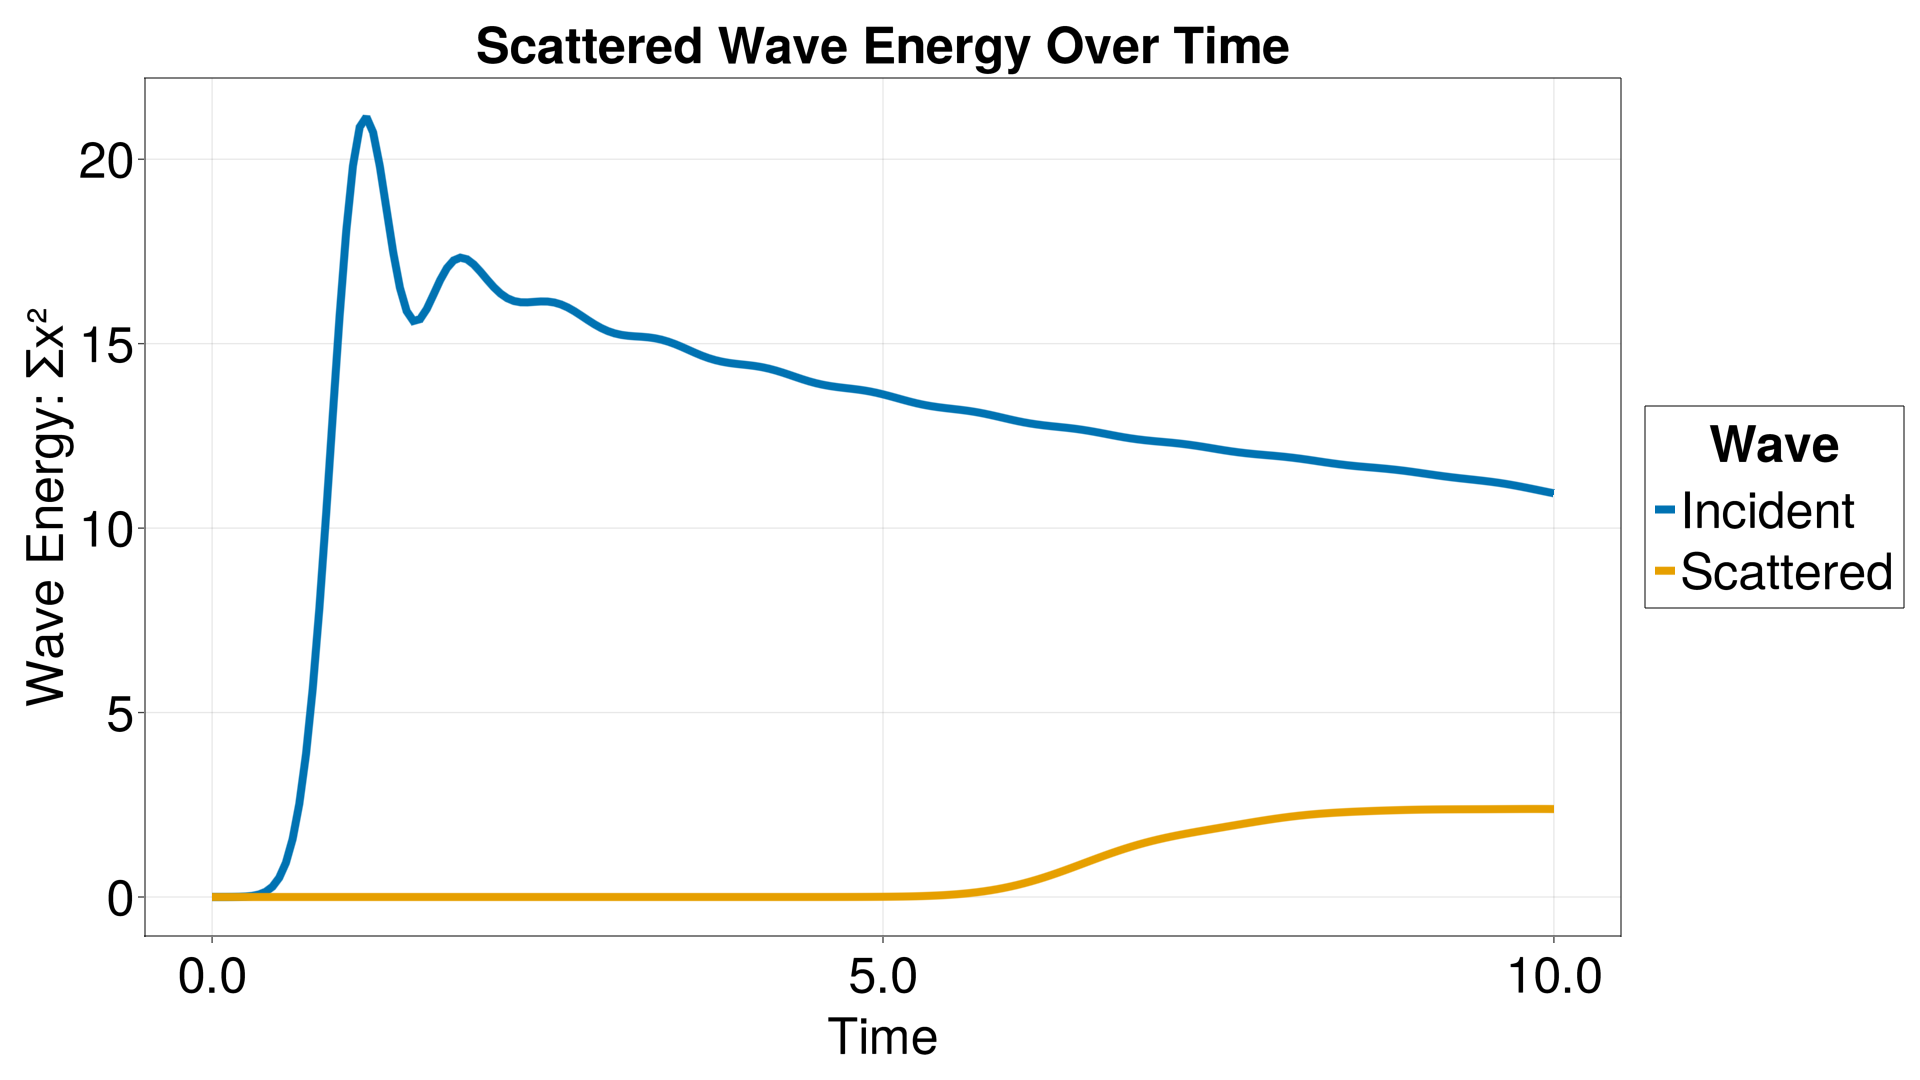 Scattered Wave Energy Over Time
Wave Energy: Σx²
20
15
10
5
0
0.0
5.0
10.0
Time
Wave
Incident
Scattered